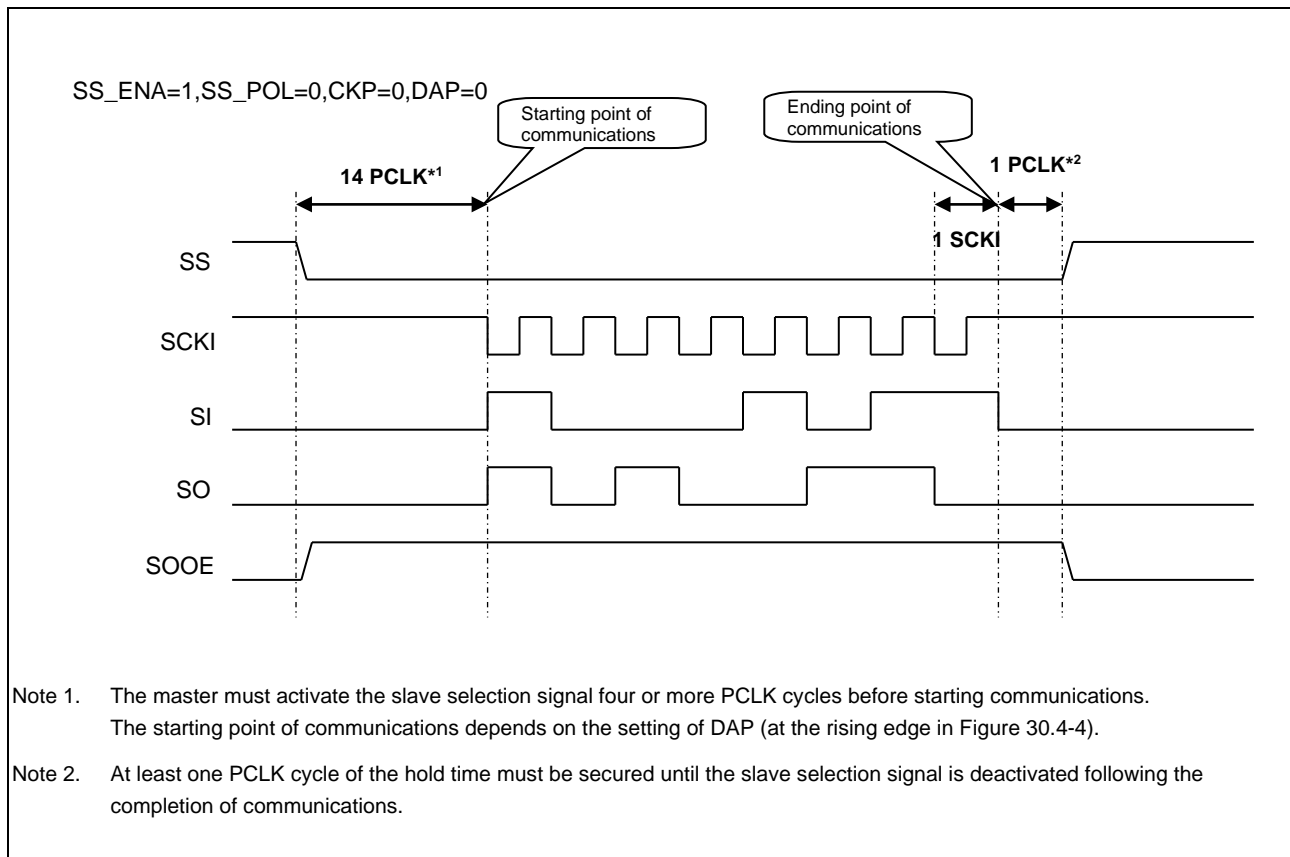 SS_ENA=1,SS_POL=0,CKP=0,DAP=0
Starting point of
communications
Ending point of
communications
14 PCLK*1
1 PCLK*2
1 SCKI
SS
SCKI
SI
SO
SOOE
Note 1. The master must activate the slave selection signal four or more PCLK cycles before starting communications.
The starting point of communications depends on the setting of DAP (at the rising edge in Figure 30.4-4).
Note 2. At least one PCLK cycle of the hold time must be secured until the slave selection signal is deactivated following the
completion of communications.